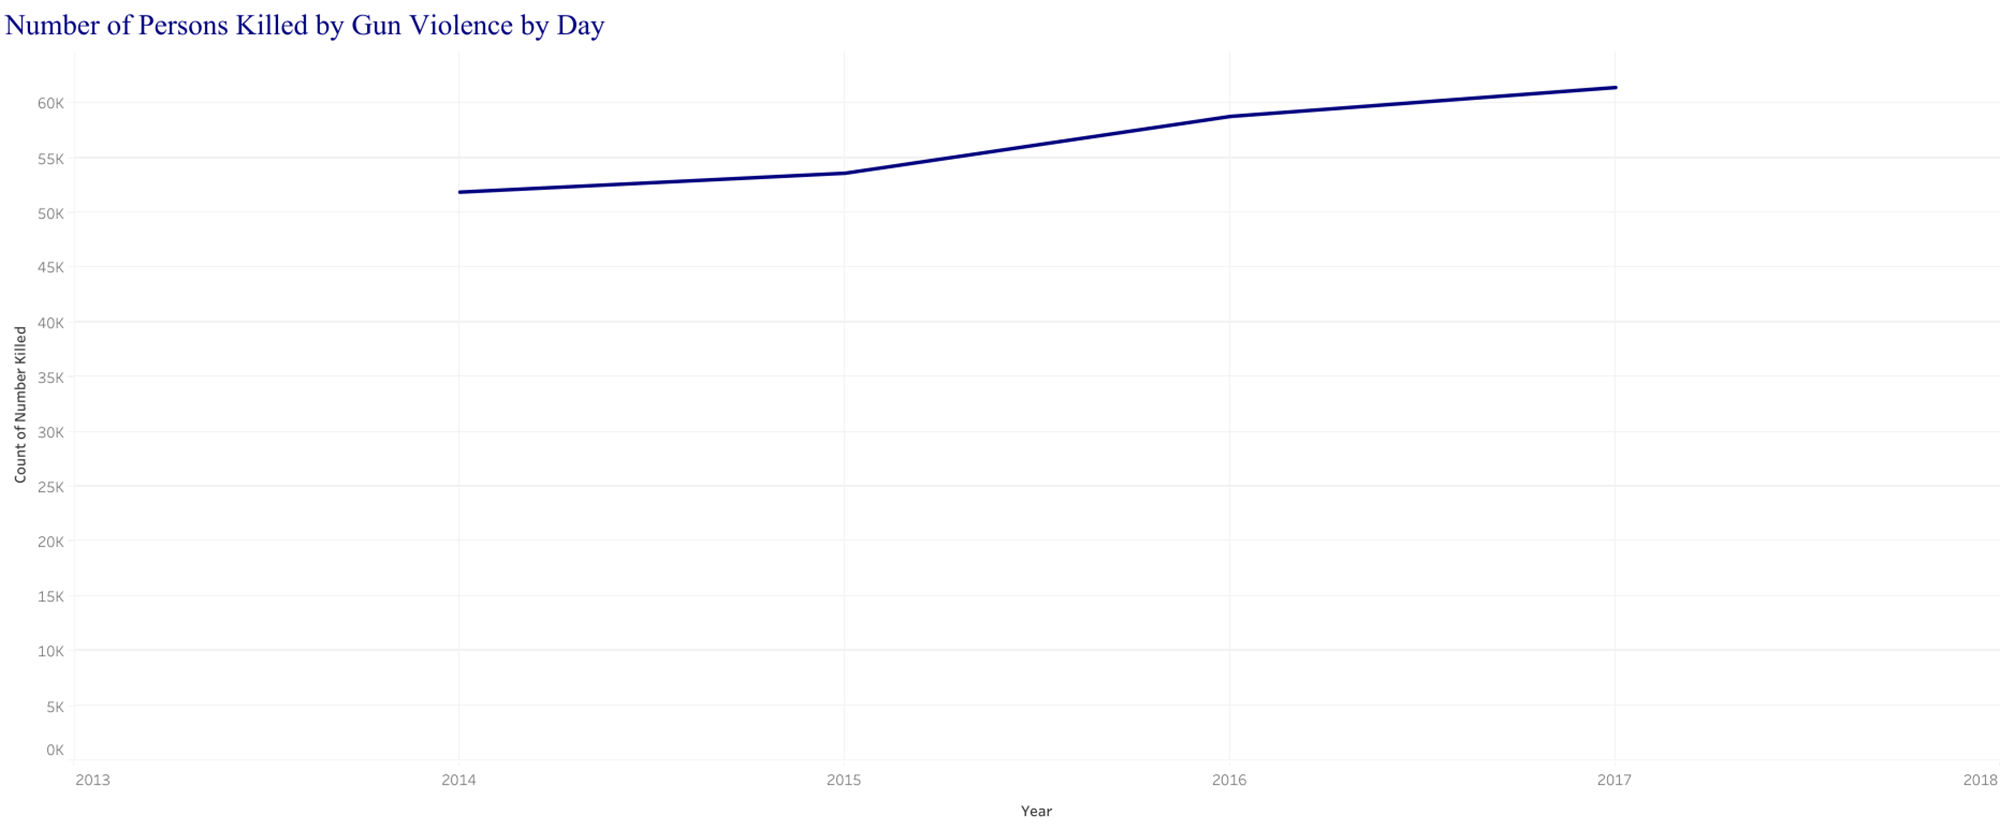 Number of Persons Killed by Gun Violence by Day
60K
55K
50K
45K
40K
35K
30K
25K
20K
15K
10K
5K
0K
Count of Number Killed
2013 2014 2015 2016 2017 2018
Year